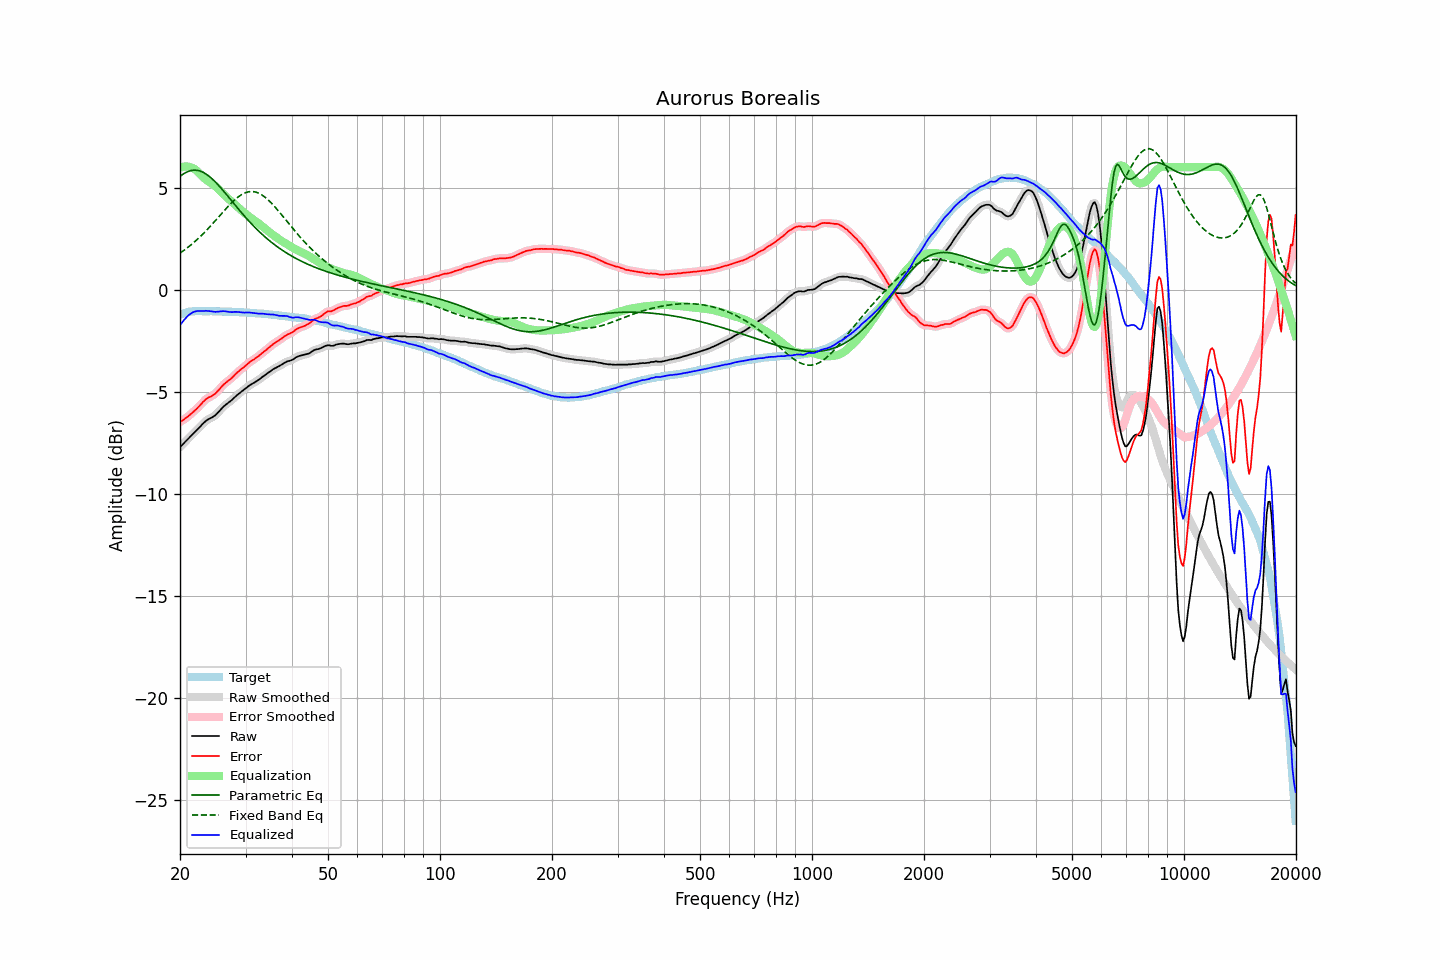 Aurorus Borealis
Amplitude (dBr)
5
0
−5
−10
−15
−20
−25
Target
Raw Smoothed
Error Smoothed
Raw
Error
Equalization
Parametric Eq
Fixed Band Eq
Equalized
20 50 100 200 500 1000 2000 5000 10000 20000
Frequency (Hz)